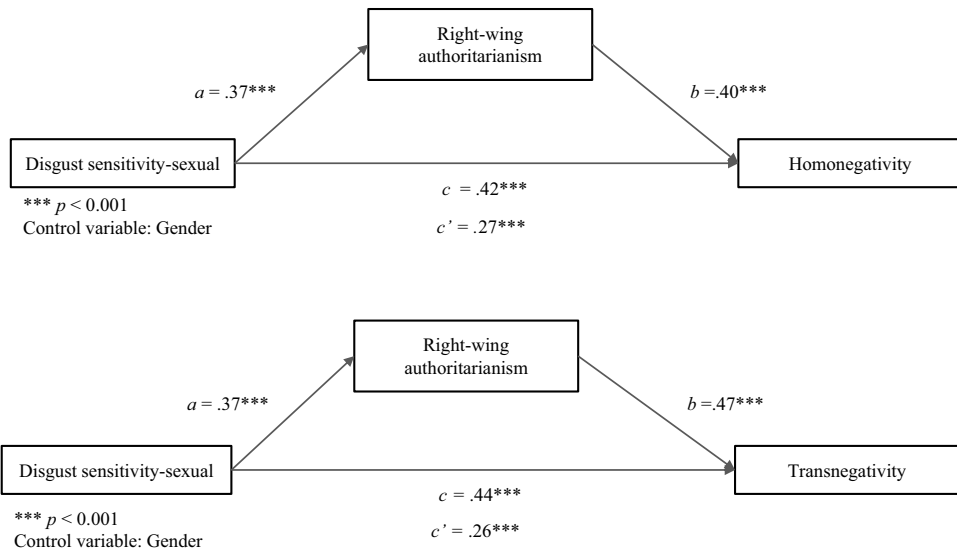 Right-wing
authoritarianism
a = .37***
b =.40***
Disgust sensitivity-sexual
Homonegativity
*** p < 0.001
Control variable: Gender
c = .42***
c’ = .27***
Right-wing
authoritarianism
a = .37***
b =.47***
Disgust sensitivity-sexual
Transnegativity
*** p < 0.001
Control variable: Gender
c = .44***
c’ = .26***